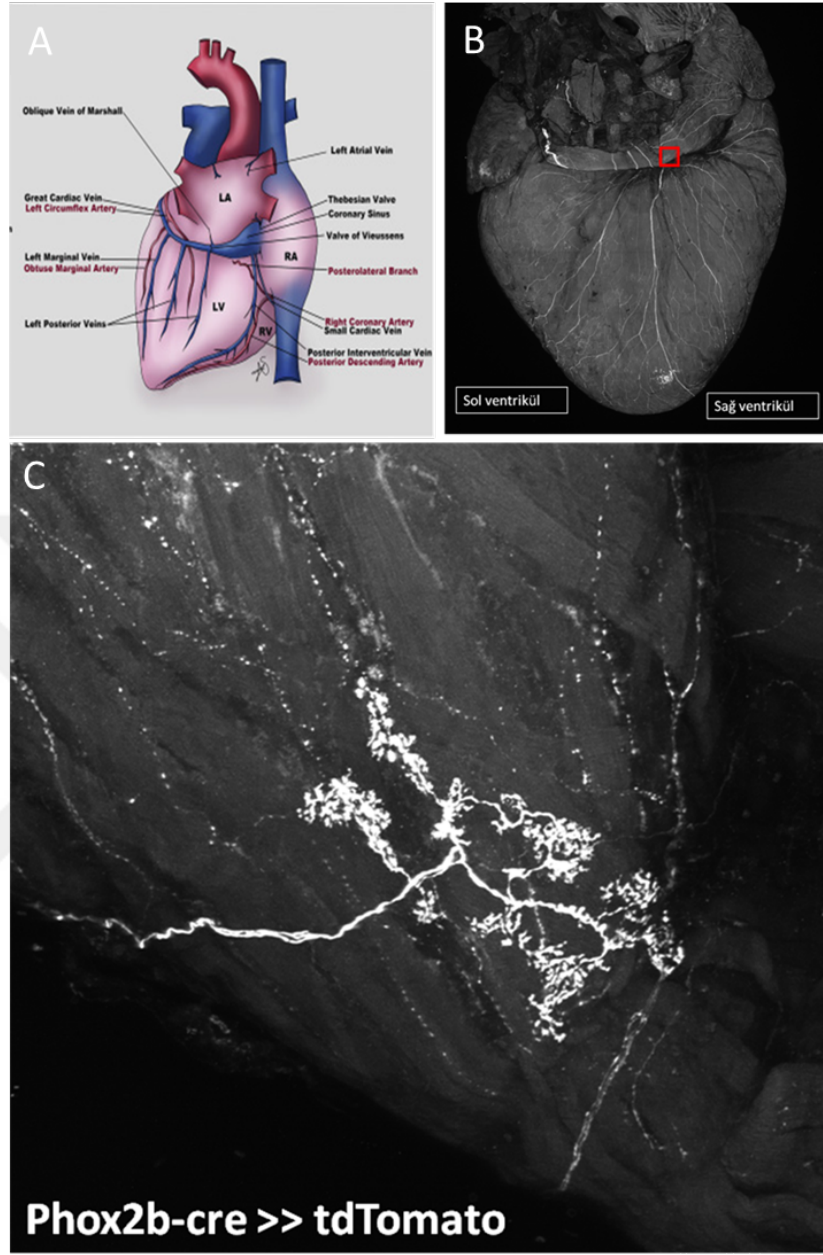 A
Oblique Vein of Marshall
Left Atrial Vein
LA
Great Cardiac Vein
Left Circumflex Artery
Thebesian Valve
Coronary Sinus
Valve of Vieussens
RA
Left Marginal Vein
Obtuse Marginal Artery
Posterolateral Branch
LV
Left Posterior Veins
Right Coronary Artery
Small Cardiac Vein
RV
Posterior Interventricular Vein
Posterior Descending Artery
B
Sol ventrikül
Sağ ventrikül
C
Phox2b-cre >> tdTomato